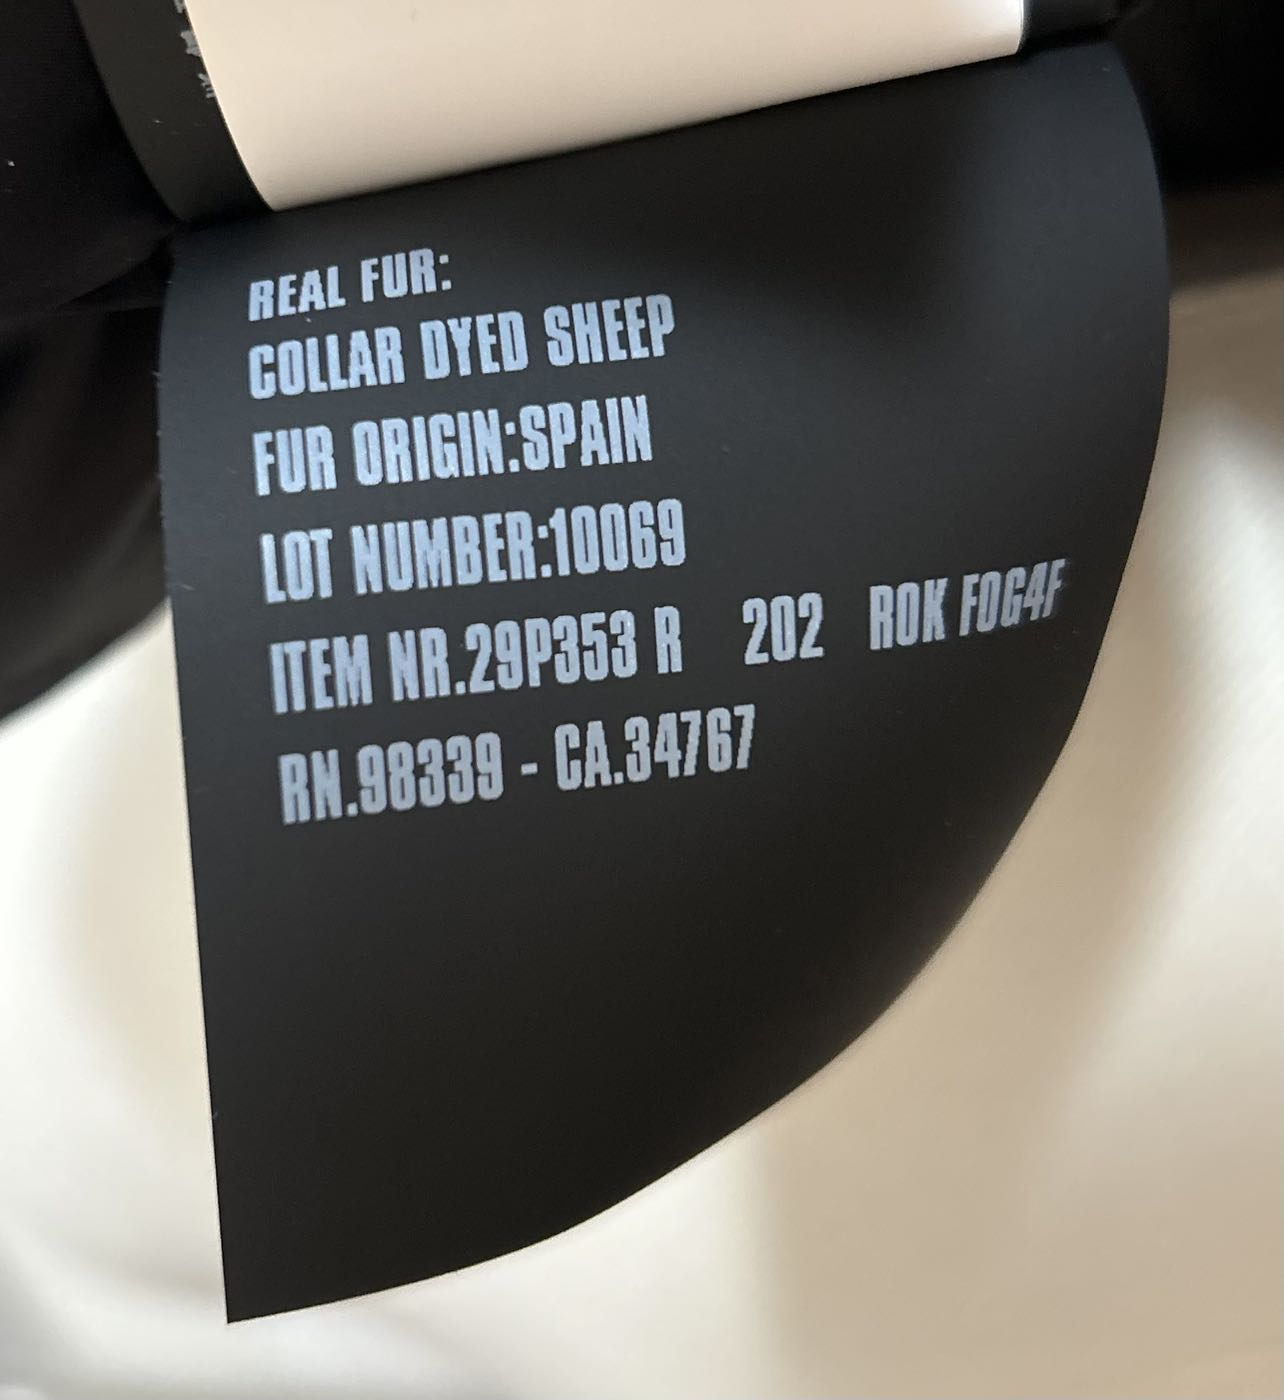 REAL FUR:
COLLAR DYED SHEEP
FUR ORIGIN:SPAIN
LOT NUMBER:10069
ITEM NR.29P353 R 202 ROK F0G4F
RN.98339 - CA.34767